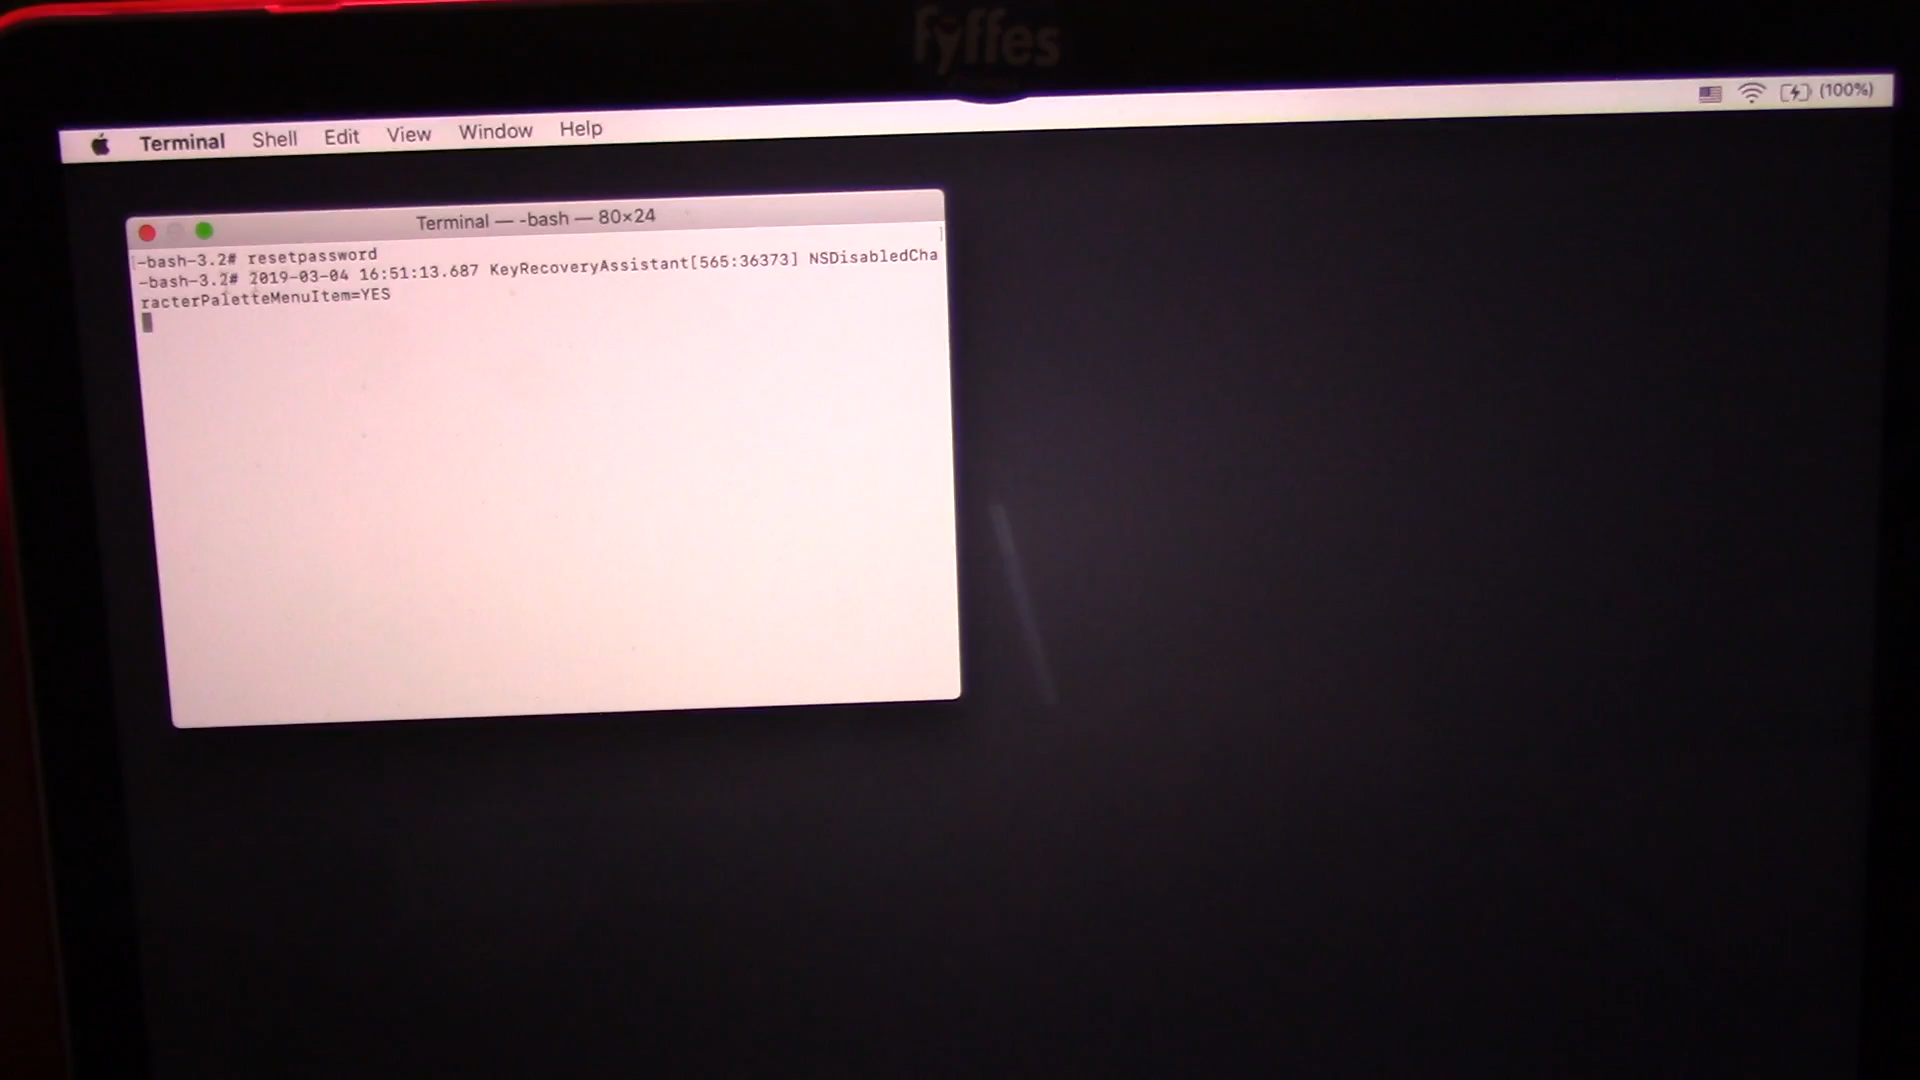 fyffes
(100%)
Terminal Shell Edit View Window Help
Terminal — -bash — 80×24
[-bash-3.2# resetpassword ]
-bash-3.2# 2019-03-04 16:51:13.687 KeyRecoveryAssistant[565:36373] NSDisabledCha
racterPaletteMenuItem=YES